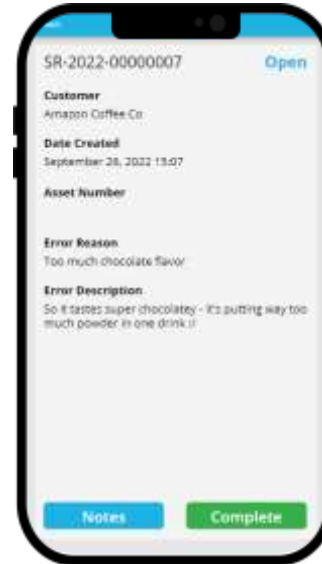 SR-2022-00000007
Open
Customer
Amazon Coffee Co
Date Created
September 26, 2022 15:07
Asset Number
Error Reason
Too much chocolate flavor
Error Description
So it tastes super chocolatey - it's putting way too
much powder in one drink :(
Notes
Complete